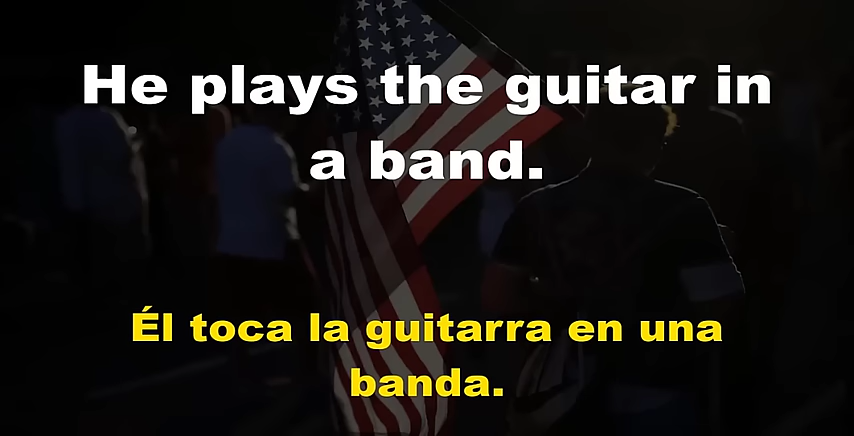 He plays the guitar in
a band.
Él toca la guitarra en una
banda.